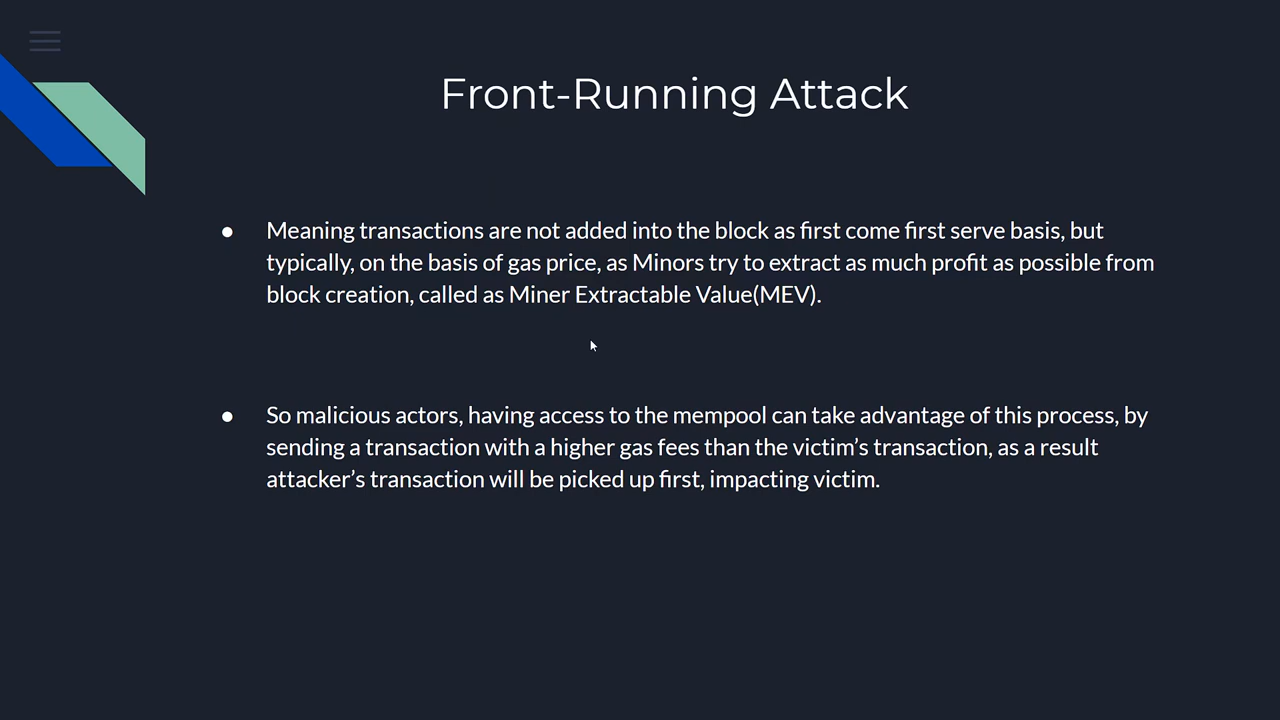 Front-Running Attack
● Meaning transactions are not added into the block as first come first serve basis, but
typically, on the basis of gas price, as Minors try to extract as much profit as possible from
block creation, called as Miner Extractable Value(MEV).
● So malicious actors, having access to the mempool can take advantage of this process, by
sending a transaction with a higher gas fees than the victim’s transaction, as a result
attacker’s transaction will be picked up first, impacting victim.